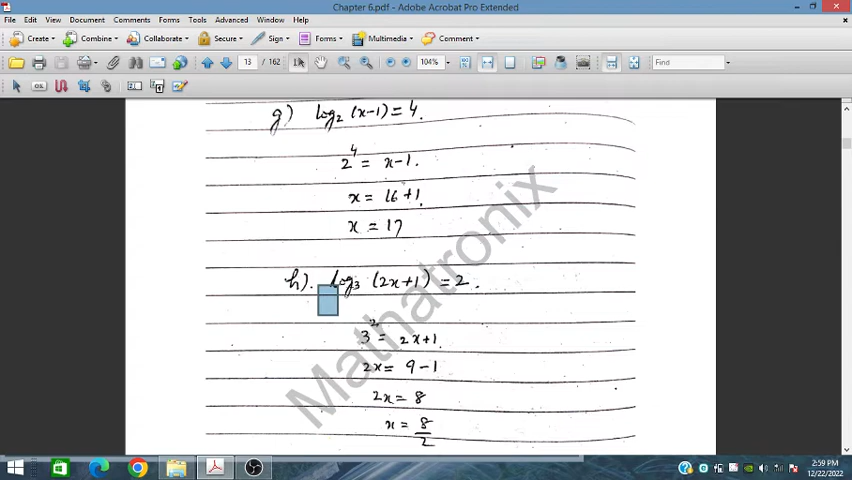 Chapter 6.pdf - Adobe Acrobat Pro Extended
File Edit View Document Comments Forms Tools Advanced Window Help
Create Combine Collaborate Secure Sign Forms Multimedia Comment
13 / 162 104% Find
g) log₂ (x-1) = 4.
2⁴ = x-1.
x = 16+1.
x = 17
h). log₃ (2x+1) = 2.
3² = 2x+1.
2x = 9-1
2x = 8
x = 8/2
Mathatronix
2:59 PM
12/22/2022